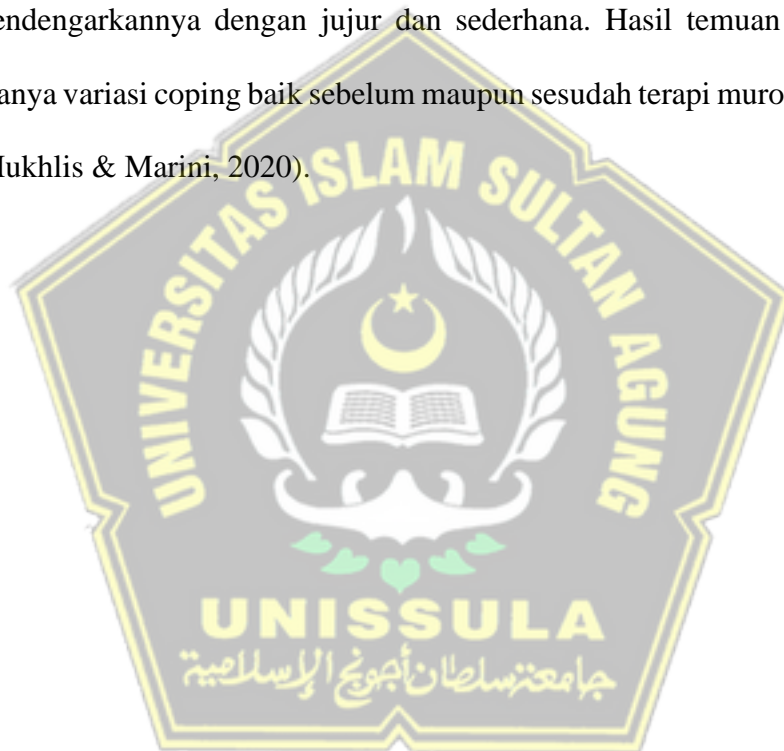 endengarkannya dengan jujur dan sederhana. Hasil temuan
anya variasi coping baik sebelum maupun sesudah terapi muro
ukhlis & Marini, 2020).
UNIVERSITAS ISLAM SULTAN AGUNG
UNISSULA
جامعة سلطان أجونج الإسلامية